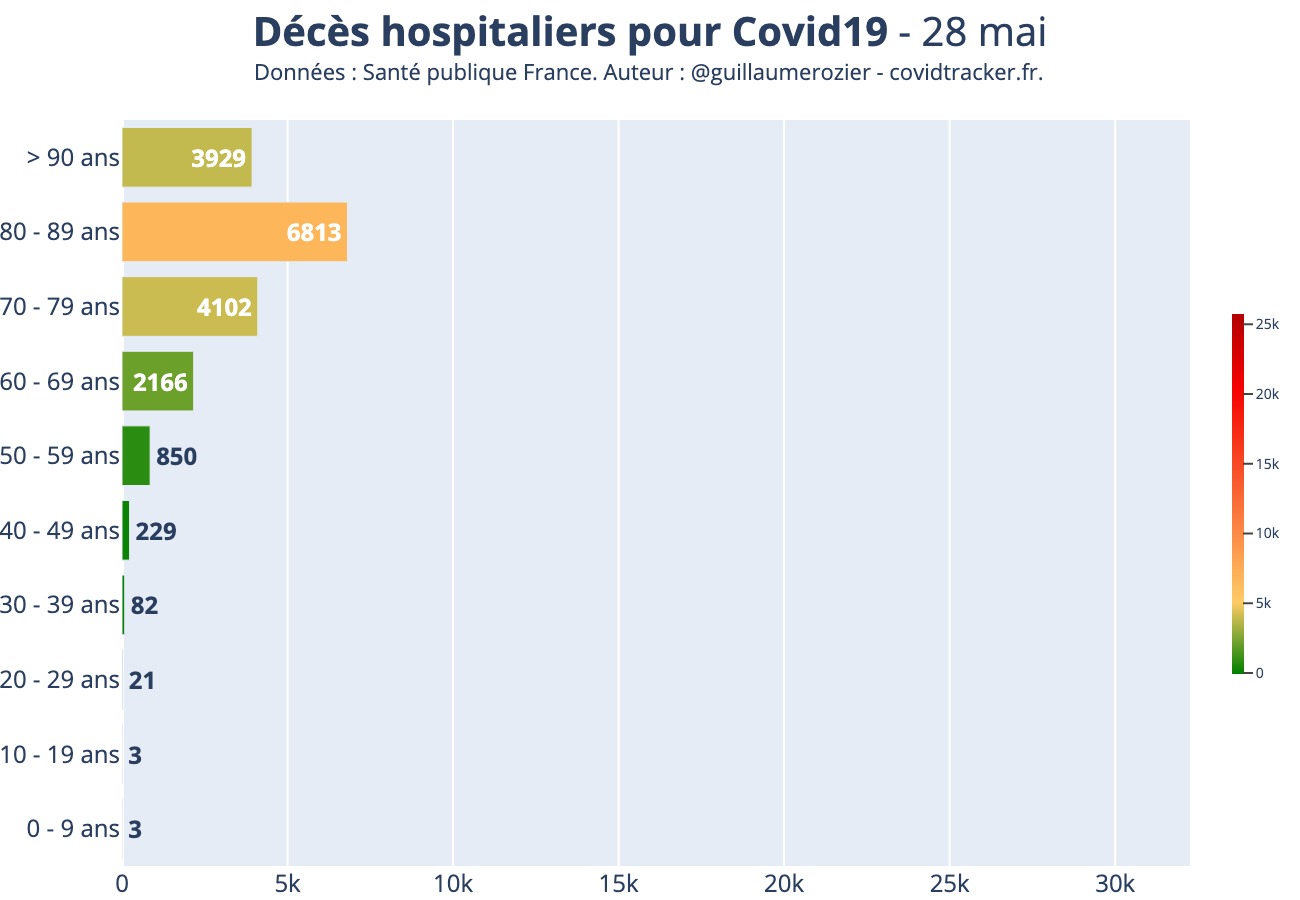 Décès hospitaliers pour Covid19 - 28 mai
Données : Santé publique France. Auteur : @guillaumerozier - covidtracker.fr.
> 90 ans 3929
80 - 89 ans 6813
70 - 79 ans 4102
60 - 69 ans 2166
50 - 59 ans 850
40 - 49 ans 229
30 - 39 ans 82
20 - 29 ans 21
10 - 19 ans 3
0 - 9 ans 3
0 5k 10k 15k 20k 25k 30k
25k
20k
15k
10k
5k
0